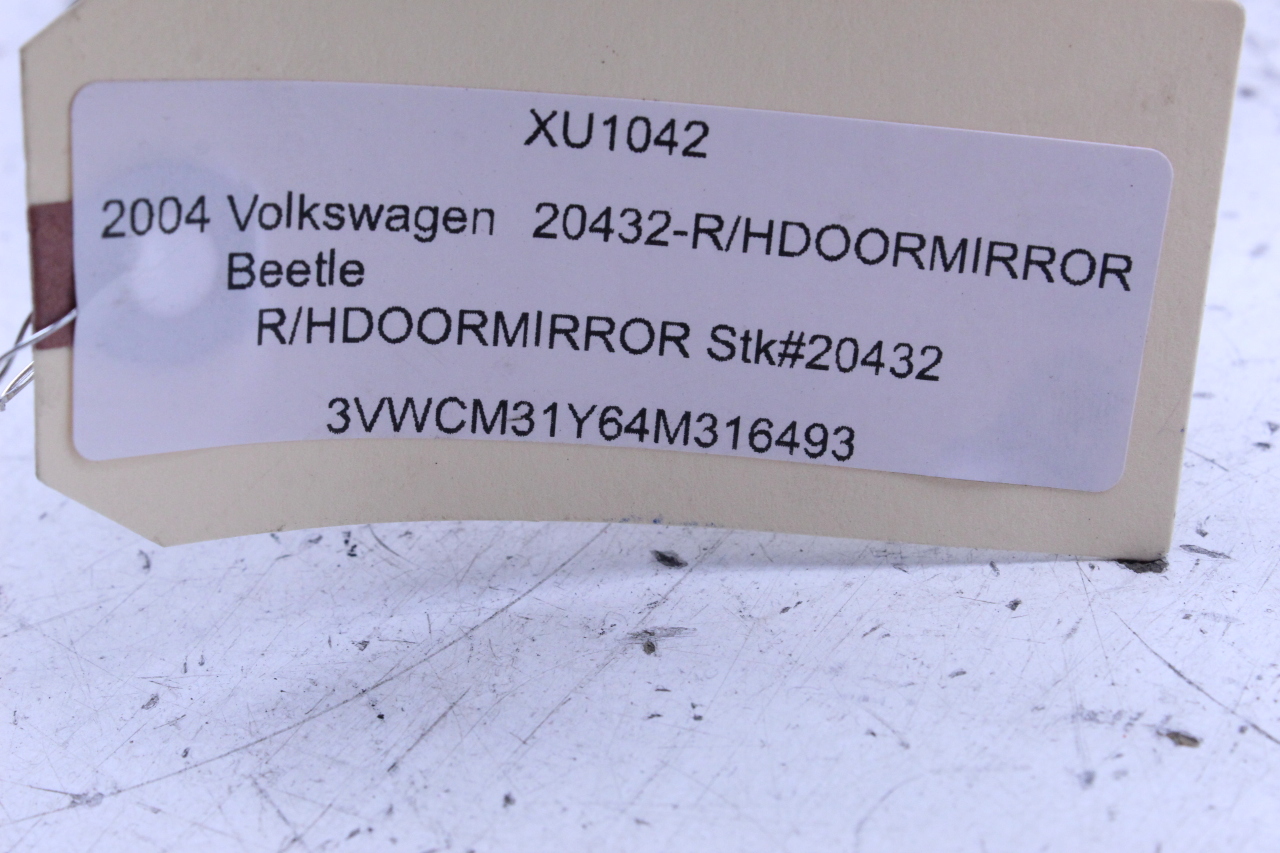 XU1042
2004 Volkswagen 20432-R/HDOORMIRROR
Beetle
R/HDOORMIRROR Stk#20432
3VWCM31Y64M316493